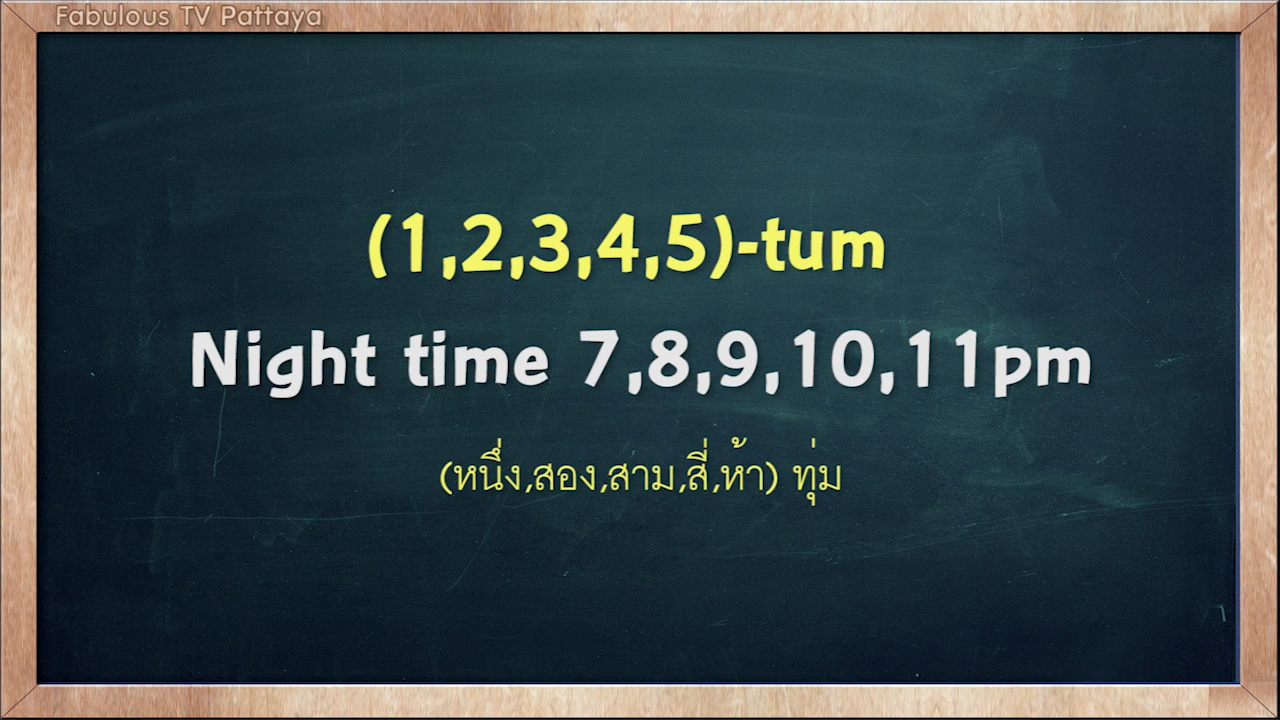 Fabulous TV Pattaya
(1,2,3,4,5)-tum
Night time 7,8,9,10,11pm
(หนึ่ง,สอง,สาม,สี่,ห้า) ทุ่ม